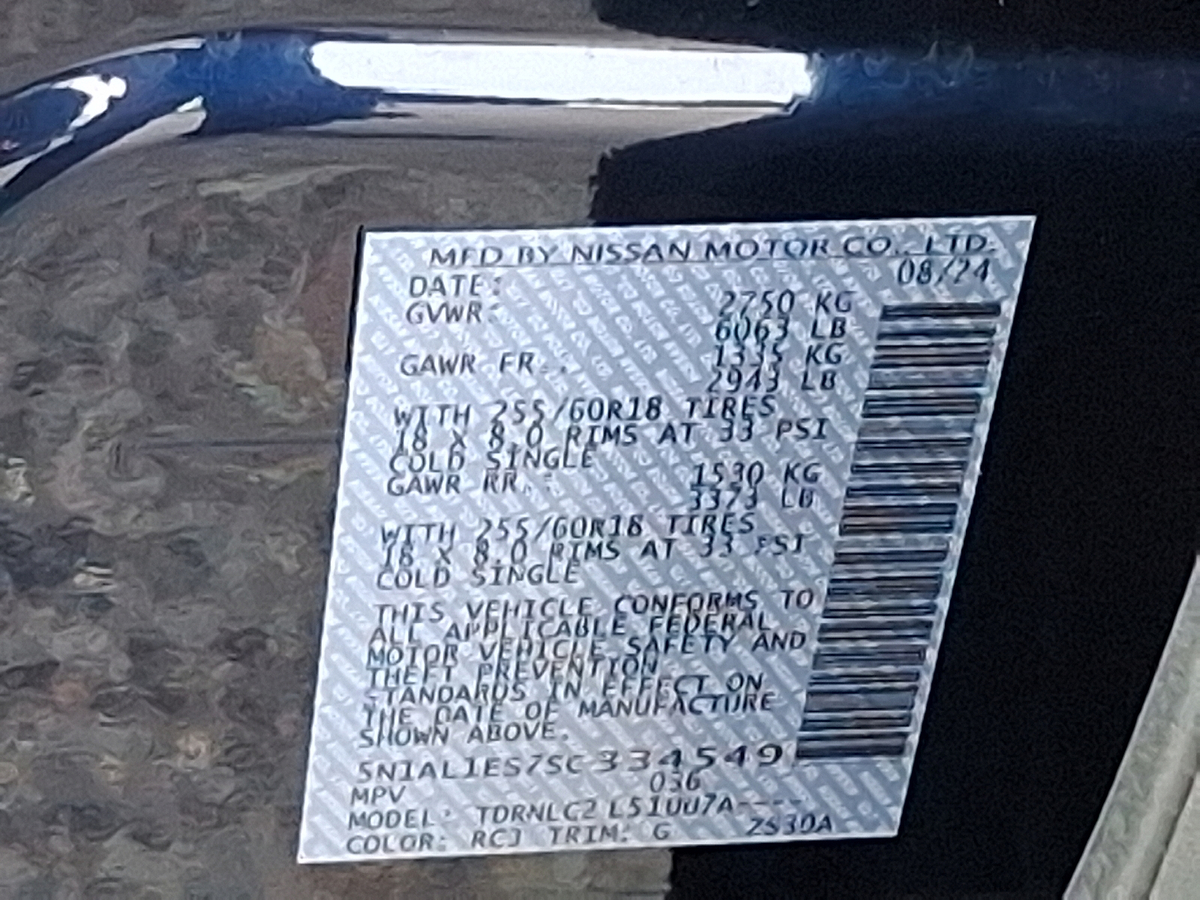 MFD BY NISSAN MOTOR CO., LTD.
DATE: 08/24
GVWR: 2750 KG
6063 LB
GAWR FR.: 1335 KG
2943 LB
WITH 255/60R18 TIRES
18 X 8.0 RIMS AT 33 PSI
COLD SINGLE
GAWR RR.: 1530 KG
3373 LB
WITH 255/60R18 TIRES
18 X 8.0 RIMS AT 33 PSI
COLD SINGLE
THIS VEHICLE CONFORMS TO
ALL APPLICABLE FEDERAL
MOTOR VEHICLE SAFETY AND
THEFT PREVENTION
STANDARDS IN EFFECT ON
THE DATE OF MANUFACTURE
SHOWN ABOVE.
5N1AL1ES7SC334549
MPV 036
MODEL: TDRNLC2
COLOR: RCJ TRIM: G